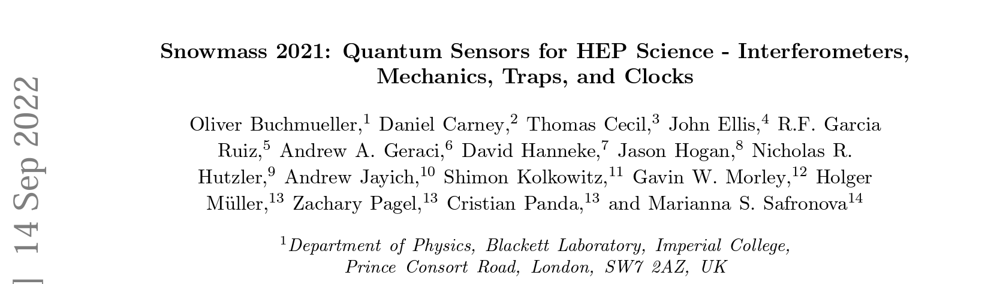 Snowmass 2021: Quantum Sensors for HEP Science - Interferometers,
Mechanics, Traps, and Clocks
Oliver Buchmueller,1 Daniel Carney,2 Thomas Cecil,3 John Ellis,4 R.F. Garcia
Ruiz,5 Andrew A. Geraci,6 David Hanneke,7 Jason Hogan,8 Nicholas R.
Hutzler,9 Andrew Jayich,10 Shimon Kolkowitz,11 Gavin W. Morley,12 Holger
Müller,13 Zachary Pagel,13 Cristian Panda,13 and Marianna S. Safronova14
1Department of Physics, Blackett Laboratory, Imperial College,
Prince Consort Road, London, SW7 2AZ, UK
] 14 Sep 2022